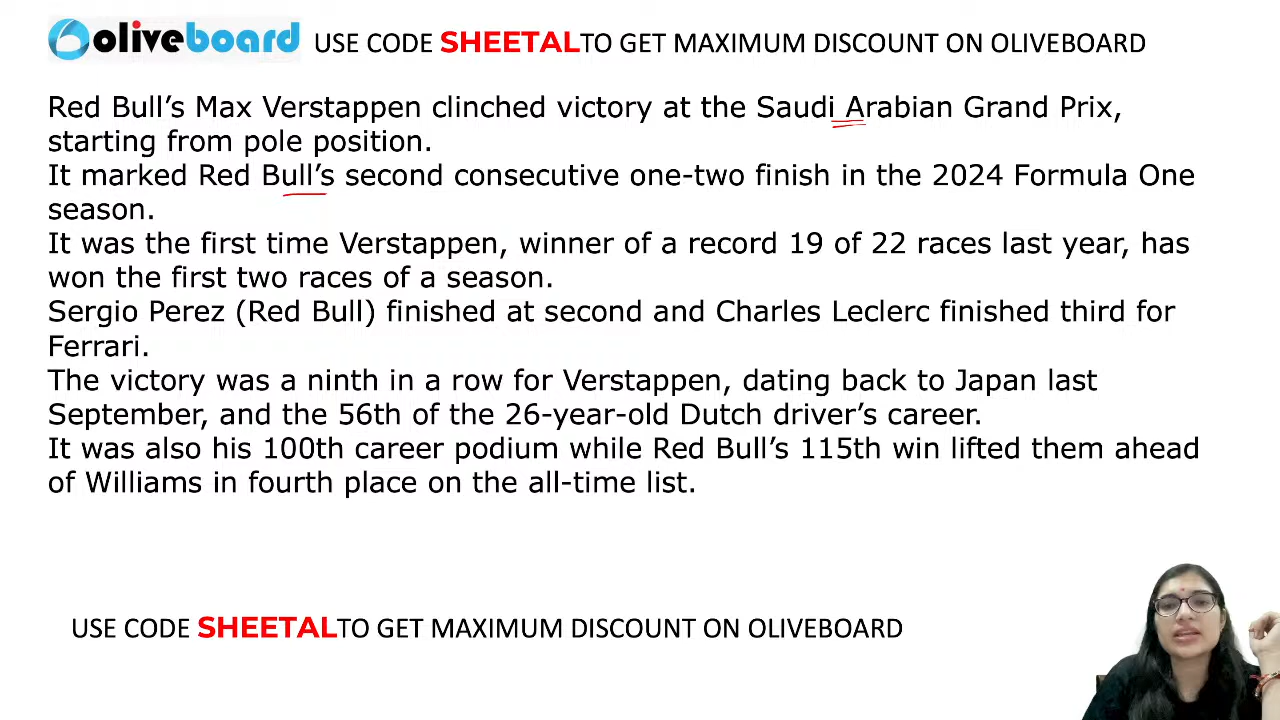 oliveboard USE CODE SHEETAL TO GET MAXIMUM DISCOUNT ON OLIVEBOARD
Red Bull’s Max Verstappen clinched victory at the Saudi Arabian Grand Prix,
starting from pole position.
It marked Red Bull’s second consecutive one-two finish in the 2024 Formula One
season.
It was the first time Verstappen, winner of a record 19 of 22 races last year, has
won the first two races of a season.
Sergio Perez (Red Bull) finished at second and Charles Leclerc finished third for
Ferrari.
The victory was a ninth in a row for Verstappen, dating back to Japan last
September, and the 56th of the 26-year-old Dutch driver’s career.
It was also his 100th career podium while Red Bull’s 115th win lifted them ahead
of Williams in fourth place on the all-time list.
USE CODE SHEETAL TO GET MAXIMUM DISCOUNT ON OLIVEBOARD